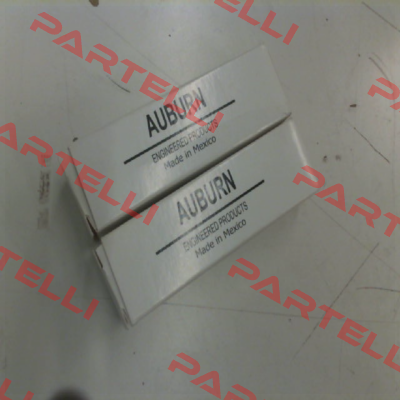 PARTELLI
PARTELLI
PARTELLI
PARTELLI
PARTELLI
AUBURN
ENGINEERED PRODUCTS
Made in Mexico
AUBURN
ENGINEERED PRODUCTS
Made in Mexico